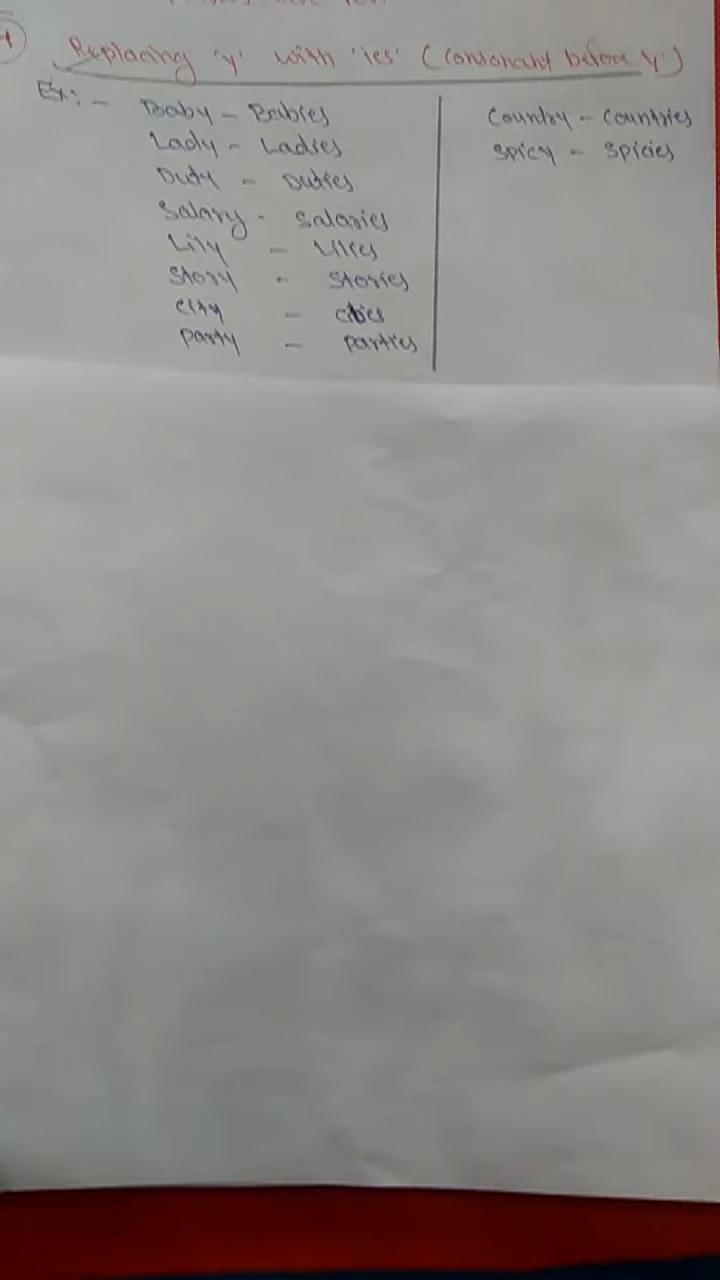 Replacing 'y' with 'ies' (consonant before y)
Ex:- Baby - Babies
Lady - Ladies
Duty - Duties
Salary - Salaries
Lily - Lilies
Story - Stories
city - cities
party - parties
Country - Countries
Spicy - Spicies